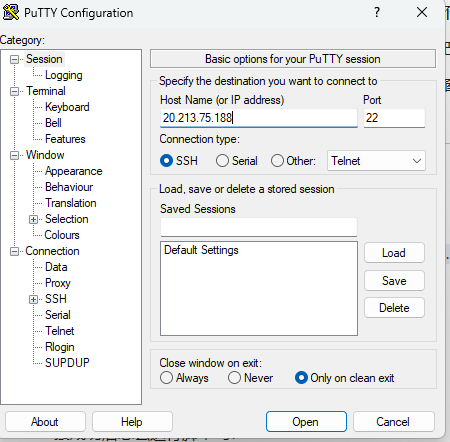 PuTTY Configuration
?
×
Category:
Session
Logging
Terminal
Keyboard
Bell
Features
Window
Appearance
Behaviour
Translation
Selection
Colours
Connection
Data
Proxy
SSH
Serial
Telnet
Rlogin
SUPDUP
Basic options for your PuTTY session
Specify the destination you want to connect to
Host Name (or IP address) Port
20.213.75.188 22
Connection type:
SSH Serial Other: Telnet
Load, save or delete a stored session
Saved Sessions
Default Settings
Load
Save
Delete
Close window on exit:
Always Never Only on clean exit
About Help Open Cancel